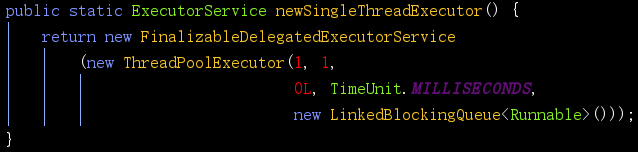 public static ExecutorService newSingleThreadExecutor() {
    return new FinalizableDelegatedExecutorService
        (new ThreadPoolExecutor(1, 1,
                                0L, TimeUnit.MILLISECONDS,
                                new LinkedBlockingQueue<Runnable>()));
}